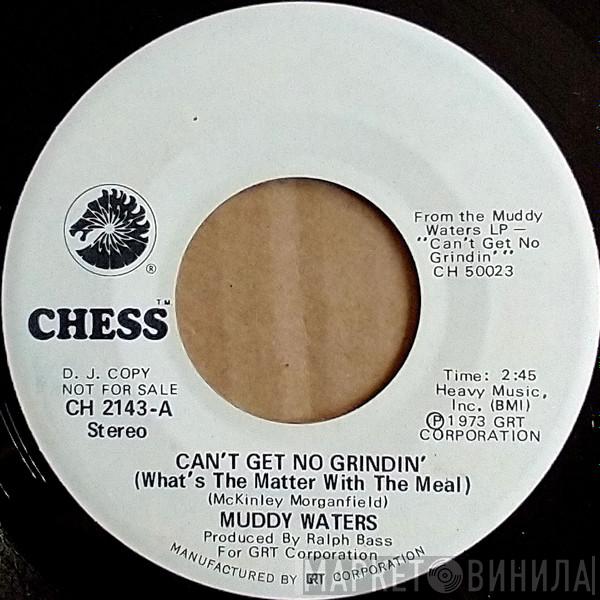 From the Muddy
Waters LP —
"Can't Get No
Grindin'"
CH 50023
®
TM
CHESS
D. J. COPY
NOT FOR SALE
CH 2143-A
Stereo
Time: 2:45
Heavy Music,
Inc. (BMI)
Ⓟ 1973 GRT
CORPORATION
CAN'T GET NO GRINDIN'
(What's The Matter With The Meal)
(McKinley Morganfield)
MUDDY WATERS
Produced By Ralph Bass
For GRT Corporation
MANUFACTURED BY GRT CORPORATION
МАРКЕТ ВИНИЛА